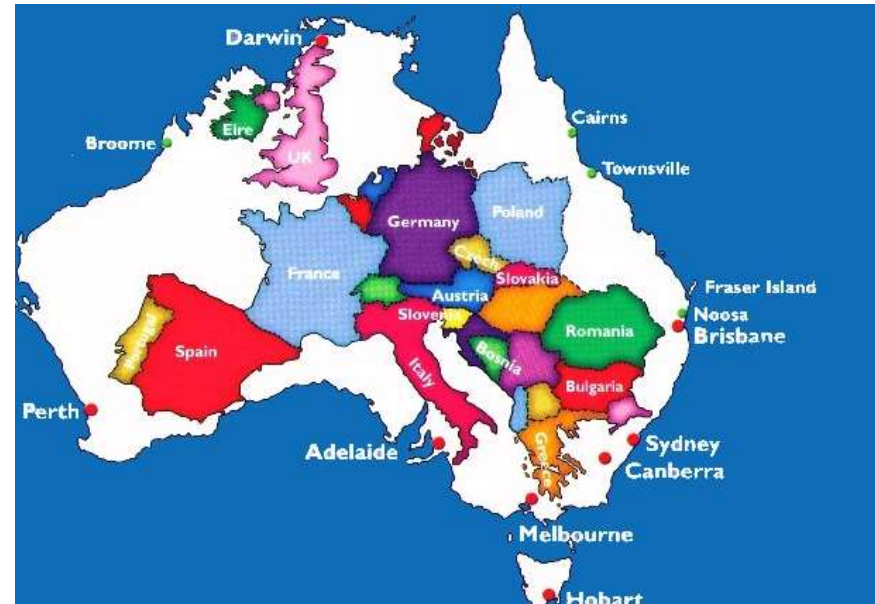 Darwin
Cairns
Broome
Eire
UK
Townsville
Germany
Poland
Czech
France
Slovakia
Austria
Fraser Island
Slovenia
Noosa
Romania
Brisbane
Portugal
Spain
Bosnia
Italy
Bulgaria
Perth
Adelaide
Greece
Sydney
Canberra
Melbourne
Hobart